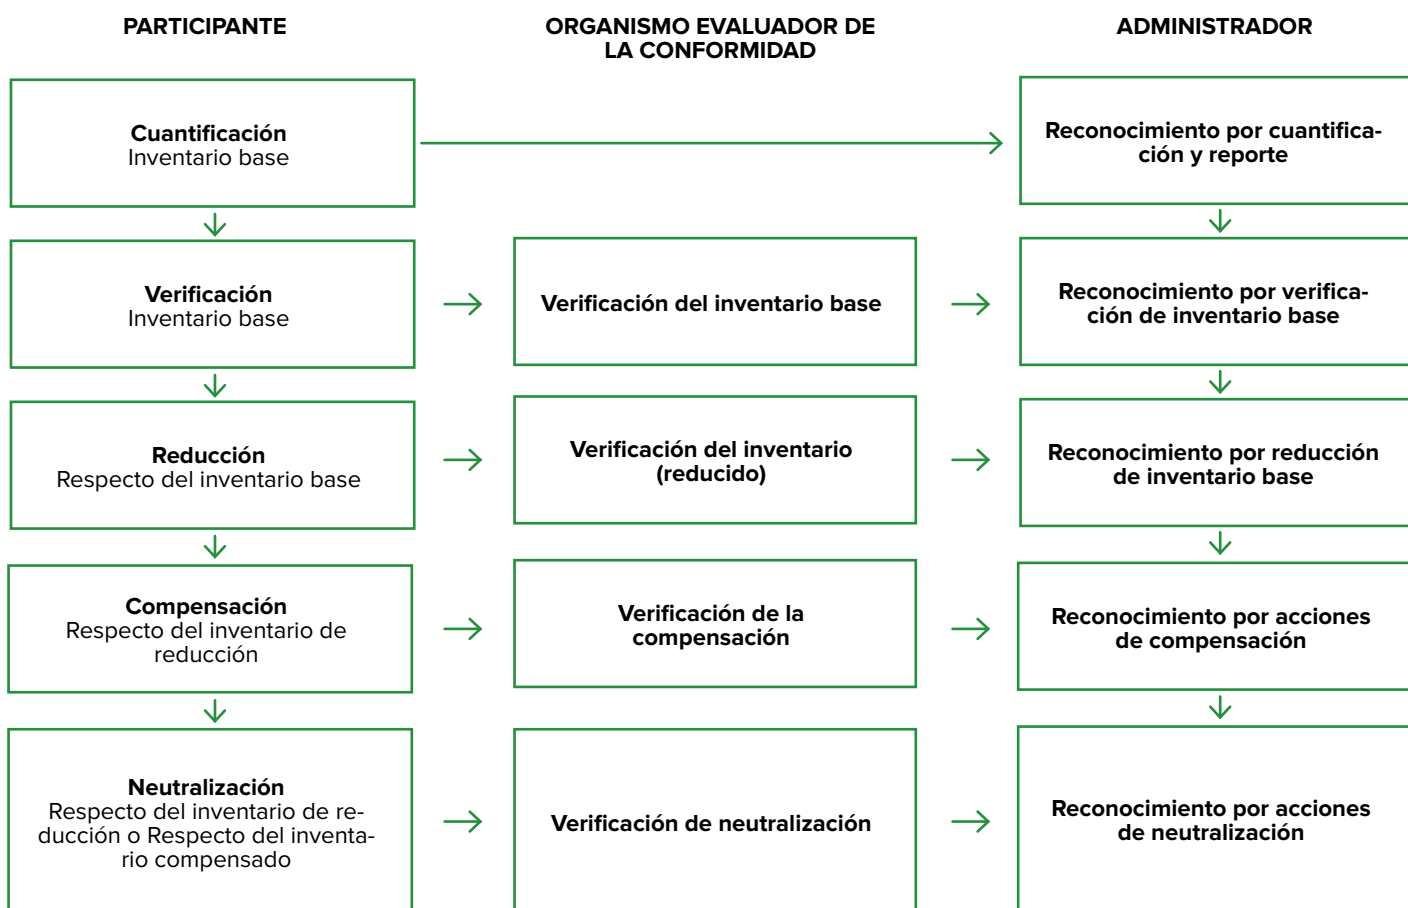 PARTICIPANTE
ORGANISMO EVALUADOR DE
LA CONFORMIDAD
ADMINISTRADOR
Cuantificación
Inventario base
Reconocimiento por cuantifica-
ción y reporte
Verificación
Inventario base
Verificación del inventario base
Reconocimiento por verifica-
ción de inventario base
Reducción
Respecto del inventario base
Verificación del inventario
(reducido)
Reconocimiento por reducción
de inventario base
Compensación
Respecto del inventario de
reducción
Verificación de la
compensación
Reconocimiento por acciones
de compensación
Neutralización
Respecto del inventario de re-
ducción o Respecto del inventa-
rio compensado
Verificación de neutralización
Reconocimiento por acciones
de neutralización